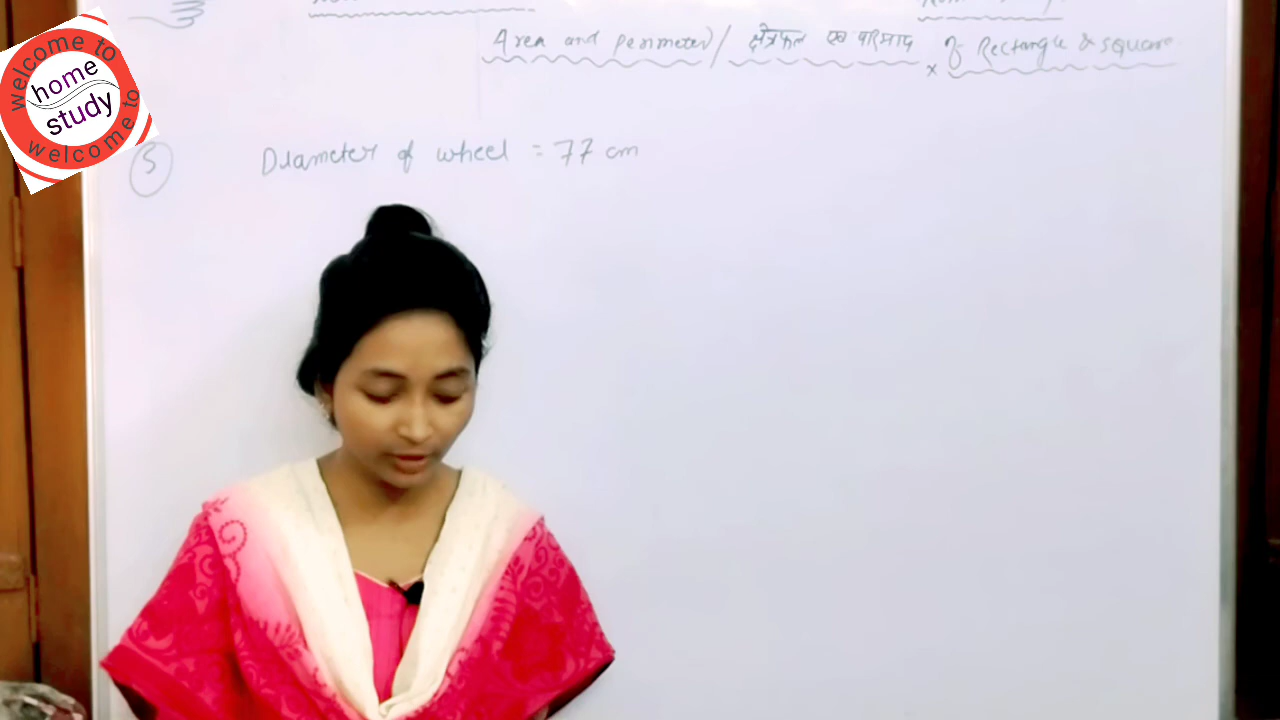 Area and perimeter / क्षेत्रफल एवं परिमाप of Rectangle & square
welcome to
home
study
welcome to
5 Diameter of wheel = 77 cm